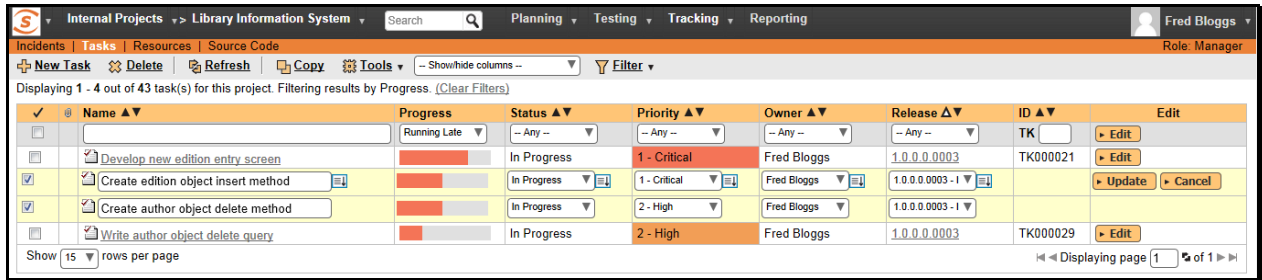 Internal Projects > Library Information System Search Planning Testing Tracking Reporting Fred Bloggs
Incidents | Tasks | Resources | Source Code Role: Manager
New Task Delete Refresh Copy Tools -- Show/hide columns -- Filter
Displaying 1 - 4 out of 43 task(s) for this project. Filtering results by Progress. (Clear Filters)
Name Progress Status Priority Owner Release ID Edit
Running Late -- Any -- -- Any -- -- Any -- -- Any -- TK Edit
Develop new edition entry screen In Progress 1 - Critical Fred Bloggs 1.0.0.0.0003 TK000021 Edit
Create edition object insert method In Progress 1 - Critical Fred Bloggs 1.0.0.0.0003 - I Update Cancel
Create author object delete method In Progress 2 - High Fred Bloggs 1.0.0.0.0003 - I
Write author object delete query In Progress 2 - High Fred Bloggs 1.0.0.0.0003 TK000029 Edit
Show 15 rows per page Displaying page 1 of 1